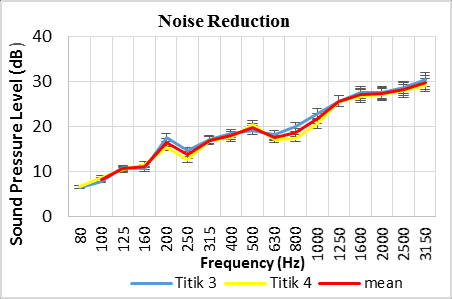 Noise Reduction
Sound Pressure Level (dB)
40
30
20
10
0
80 100 125 160 200 250 315 400 500 630 800 1000 1250 1600 2000 2500 3150
Frequency (Hz)
Titik 3 Titik 4 mean